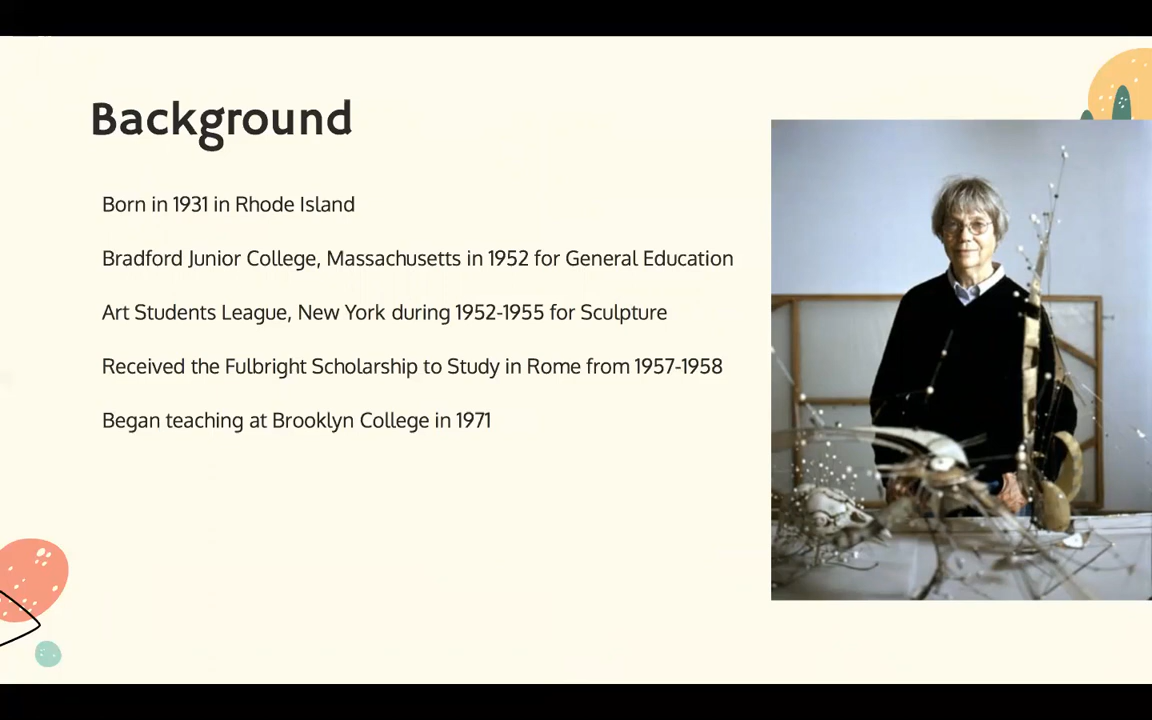 Background
Born in 1931 in Rhode Island
Bradford Junior College, Massachusetts in 1952 for General Education
Art Students League, New York during 1952-1955 for Sculpture
Received the Fulbright Scholarship to Study in Rome from 1957-1958
Began teaching at Brooklyn College in 1971